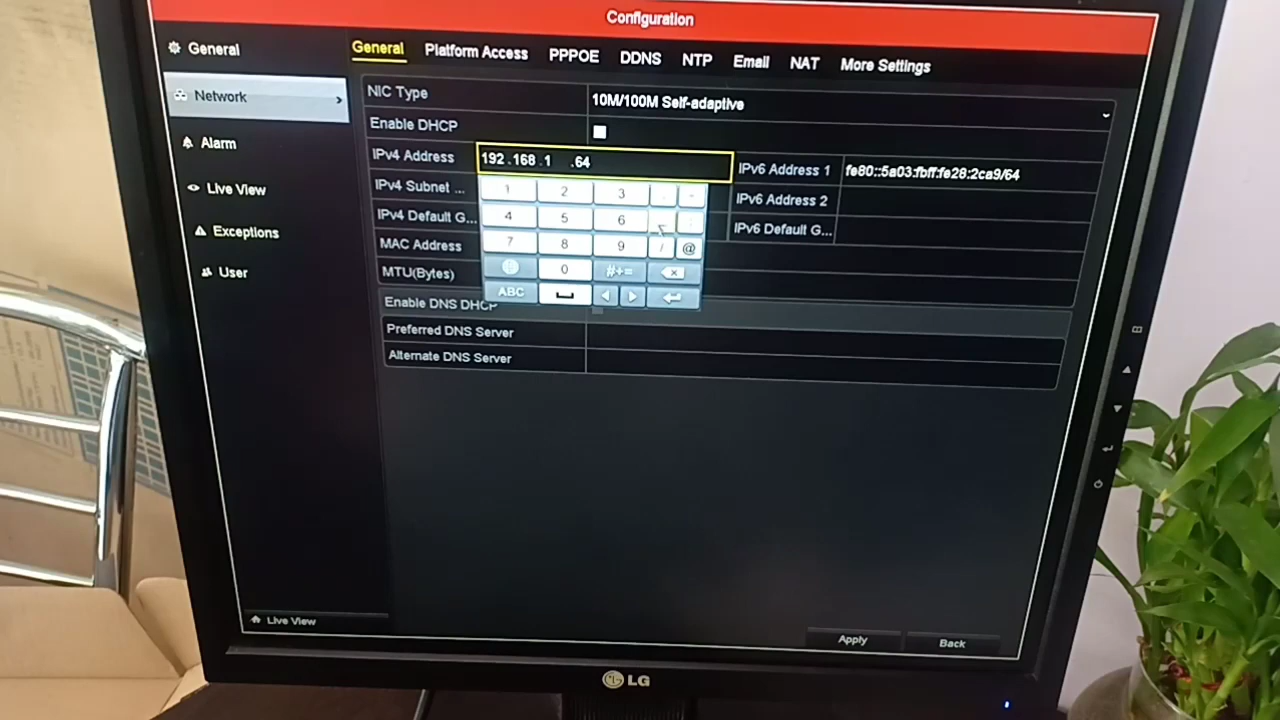 Configuration
General
Network
Alarm
Live View
Exceptions
User
General Platform Access PPPOE DDNS NTP Email NAT More Settings
NIC Type 10M/100M Self-adaptive
Enable DHCP
IPv4 Address 192 .168 .1 .64
IPv4 Subnet ...
IPv4 Default G...
MAC Address
MTU(Bytes)
Enable DNS DHCP
Preferred DNS Server
Alternate DNS Server
IPv6 Address 1 fe80::5a03:fbff:fe28:2ca9/64
IPv6 Address 2
IPv6 Default G...
1 2 3 . -
4 5 6 _ :
7 8 9 / @
0 #+=
ABC
Live View
Apply Back
LG